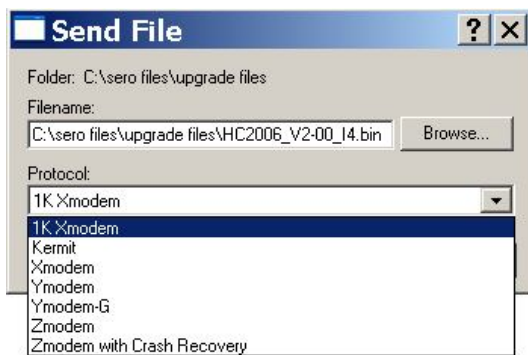 Send File
Folder: C:\sero files\upgrade files
Filename:
C:\sero files\upgrade files\HC2006_V2-00_I4.bin
Browse...
Protocol:
1K Xmodem
1K Xmodem
Kermit
Xmodem
Ymodem
Ymodem-G
Zmodem
Zmodem with Crash Recovery